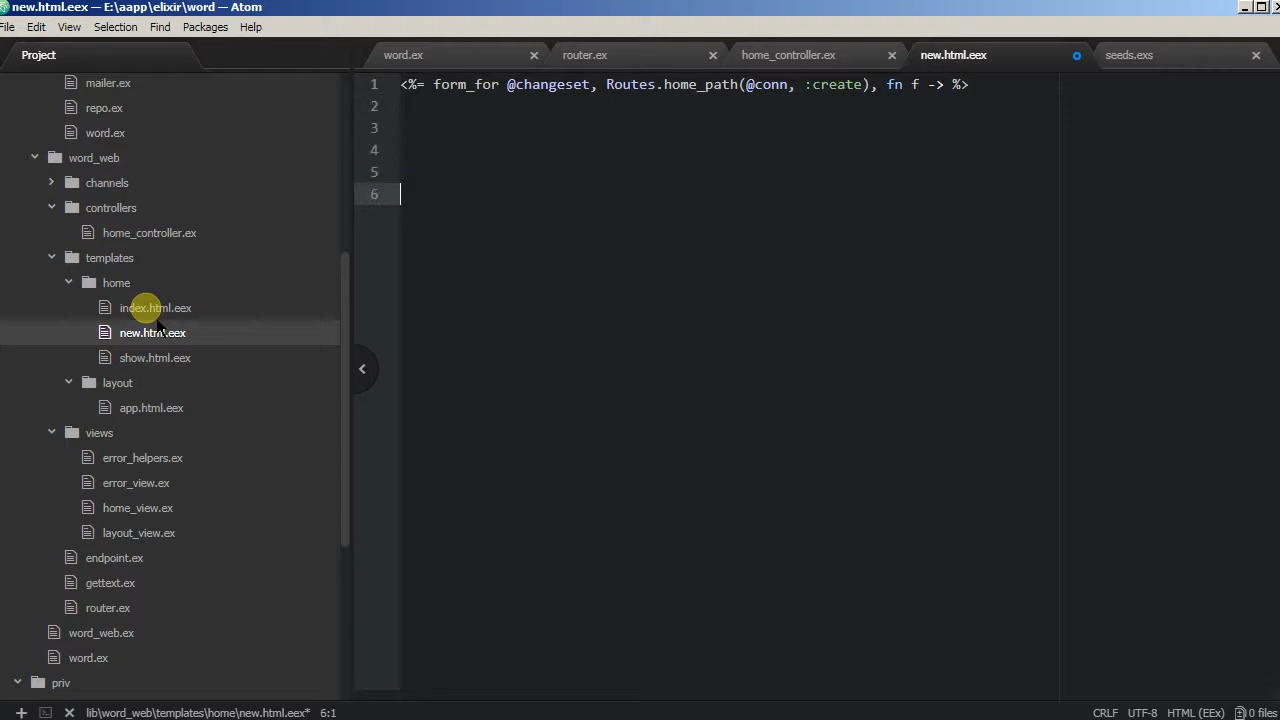 new.html.eex — E:\aapp\elixir\word — Atom
File Edit View Selection Find Packages Help
Project
word.ex
router.ex
home_controller.ex
new.html.eex
seeds.exs
mailer.ex
repo.ex
word.ex
word_web
channels
controllers
home_controller.ex
templates
home
index.html.eex
new.html.eex
show.html.eex
layout
app.html.eex
views
error_helpers.ex
error_view.ex
home_view.ex
layout_view.ex
endpoint.ex
gettext.ex
router.ex
word_web.ex
word.ex
priv
1 <%= form_for @changeset, Routes.home_path(@conn, :create), fn f -> %>
2
3
4
5
6
lib\word_web\templates\home\new.html.eex* 6:1
CRLF UTF-8 HTML (EEx) 0 files